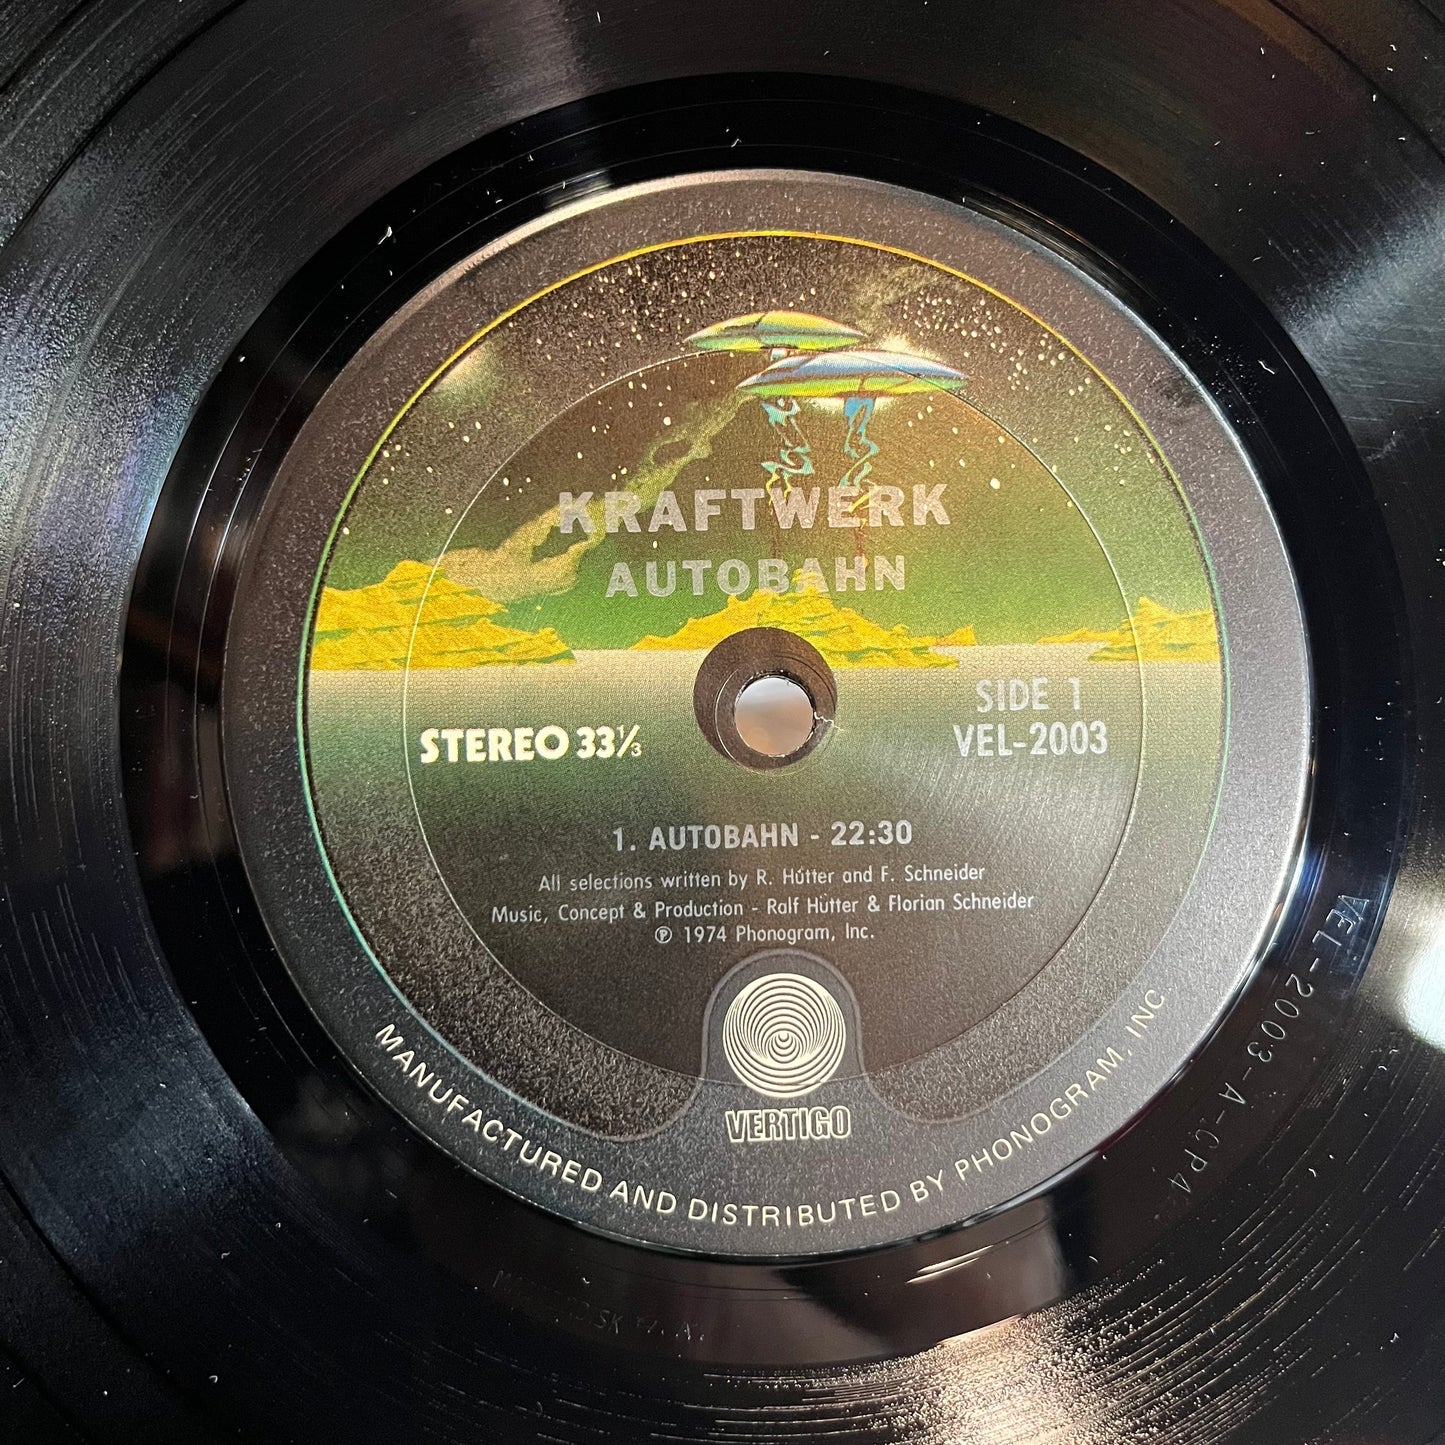 KRAFTWERK
AUTOBAHN
STEREO 33⅓
SIDE 1
VEL-2003
1. AUTOBAHN - 22:30
All selections written by R. Hütter and F. Schneider
Music, Concept & Production - Ralf Hütter & Florian Schneider
℗ 1974 Phonogram, Inc.
VERTIGO
MANUFACTURED AND DISTRIBUTED BY PHONOGRAM, INC
VEL-2003-A-CP4